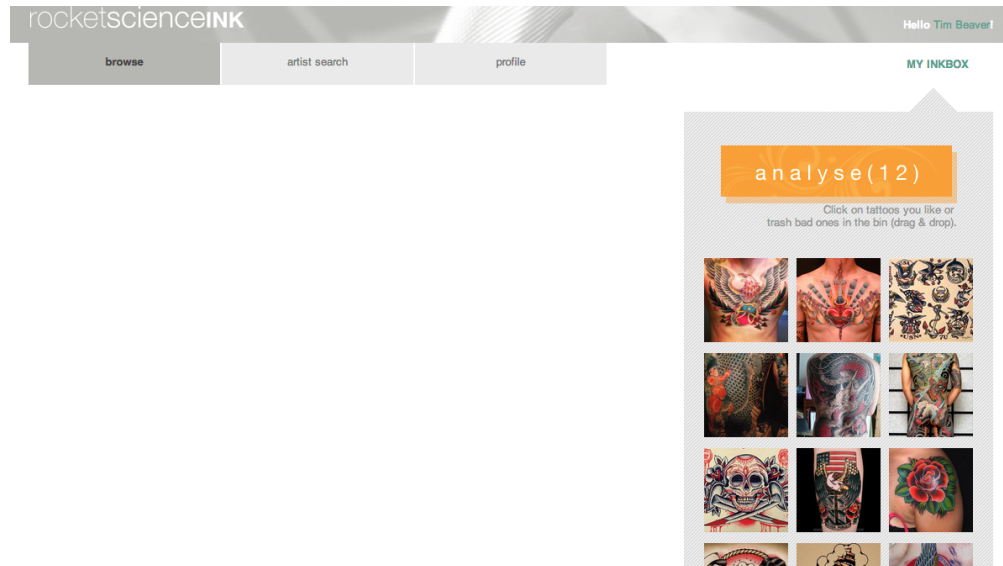 rocketscienceINK
Hello Tim Beaver!
browse
artist search
profile
MY INKBOX
analyse(12)
Click on tattoos you like or
trash bad ones in the bin (drag & drop).